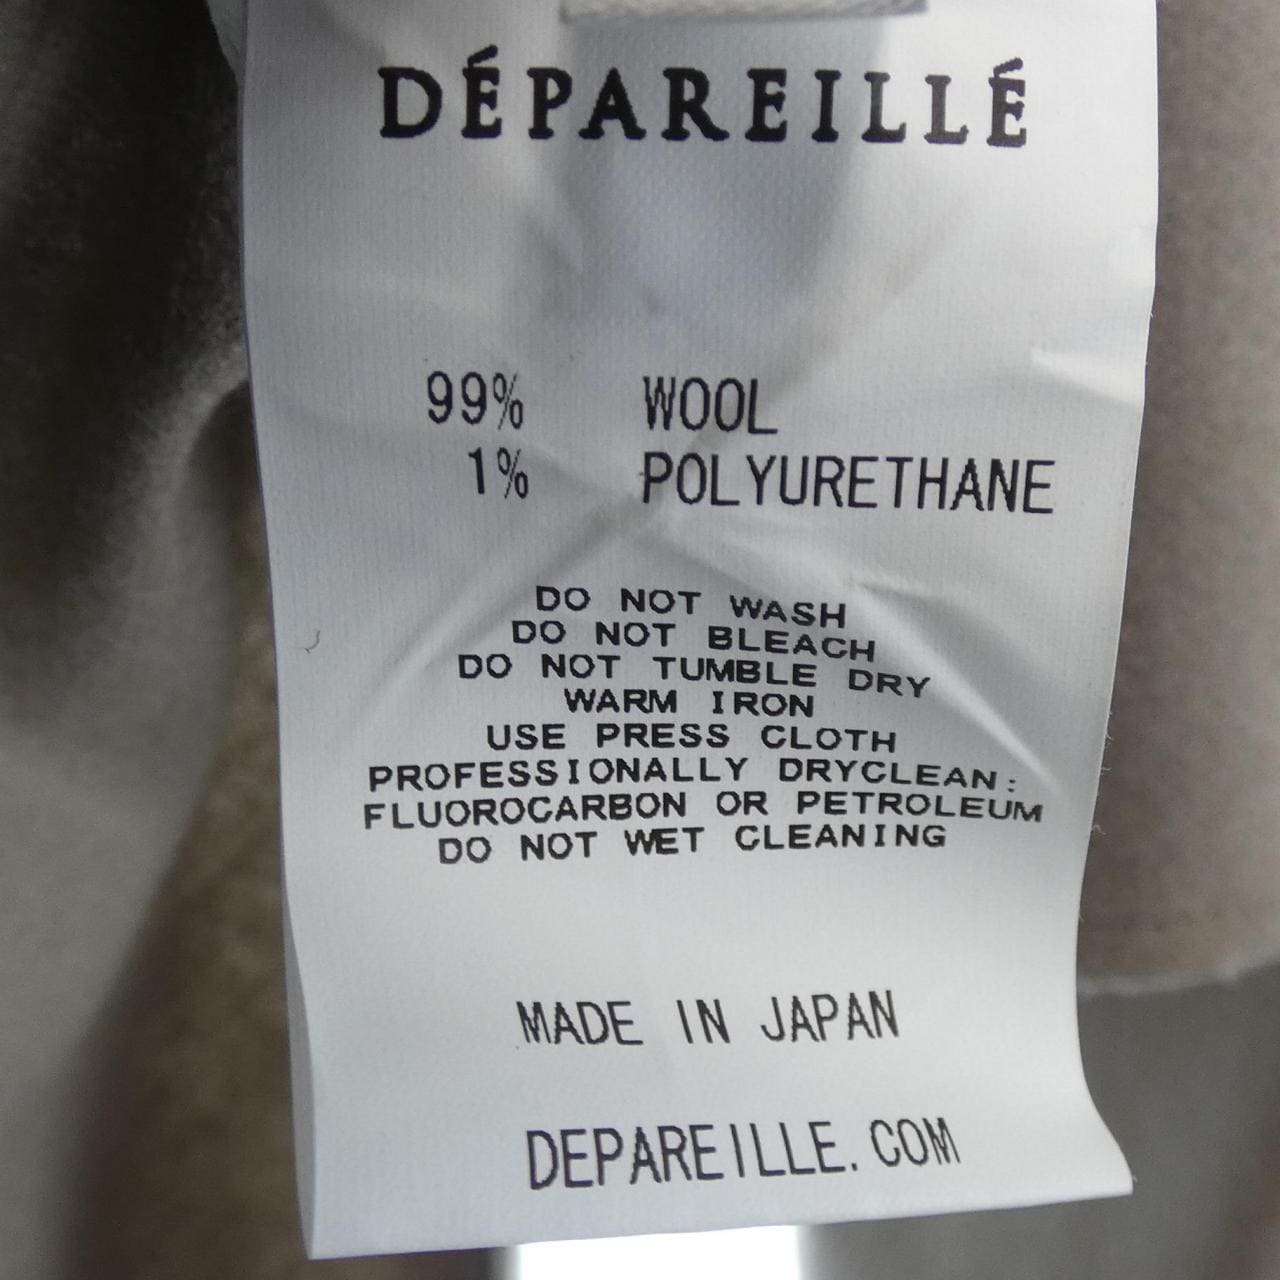 DÉPAREILLÉ
99% WOOL
1% POLYURETHANE
DO NOT WASH
DO NOT BLEACH
DO NOT TUMBLE DRY
WARM IRON
USE PRESS CLOTH
PROFESSIONALLY DRYCLEAN:
FLUOROCARBON OR PETROLEUM
DO NOT WET CLEANING
MADE IN JAPAN
DEPAREILLE.COM